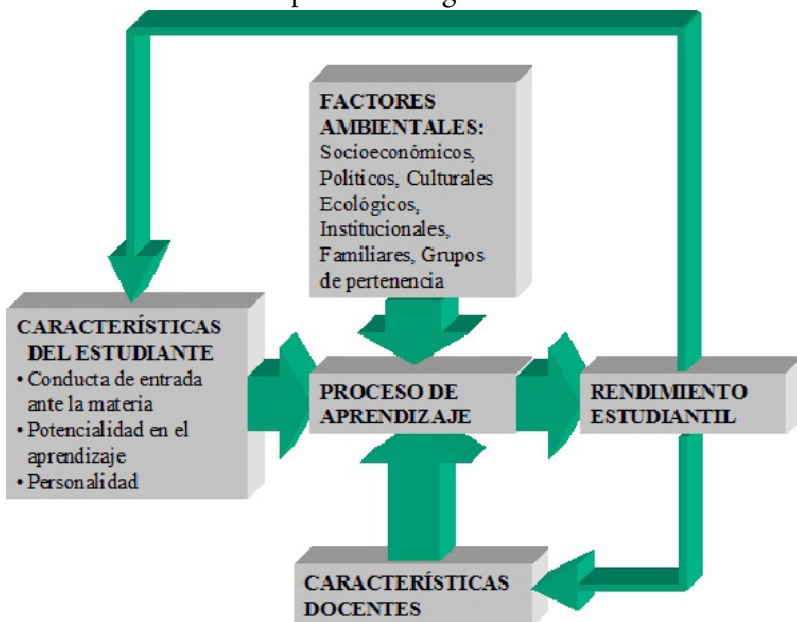 FACTORES
AMBIENTALES:
Socioeconómicos,
Políticos, Culturales
Ecológicos,
Institucionales,
Familiares, Grupos
de pertenencia
CARACTERÍSTICAS
DEL ESTUDIANTE
• Conducta de entrada
ante la materia
• Potencialidad en el
aprendizaje
• Personalidad
PROCESO DE
APRENDIZAJE
RENDIMIENTO
ESTUDIANTIL
CARACTERÍSTICAS
DOCENTES